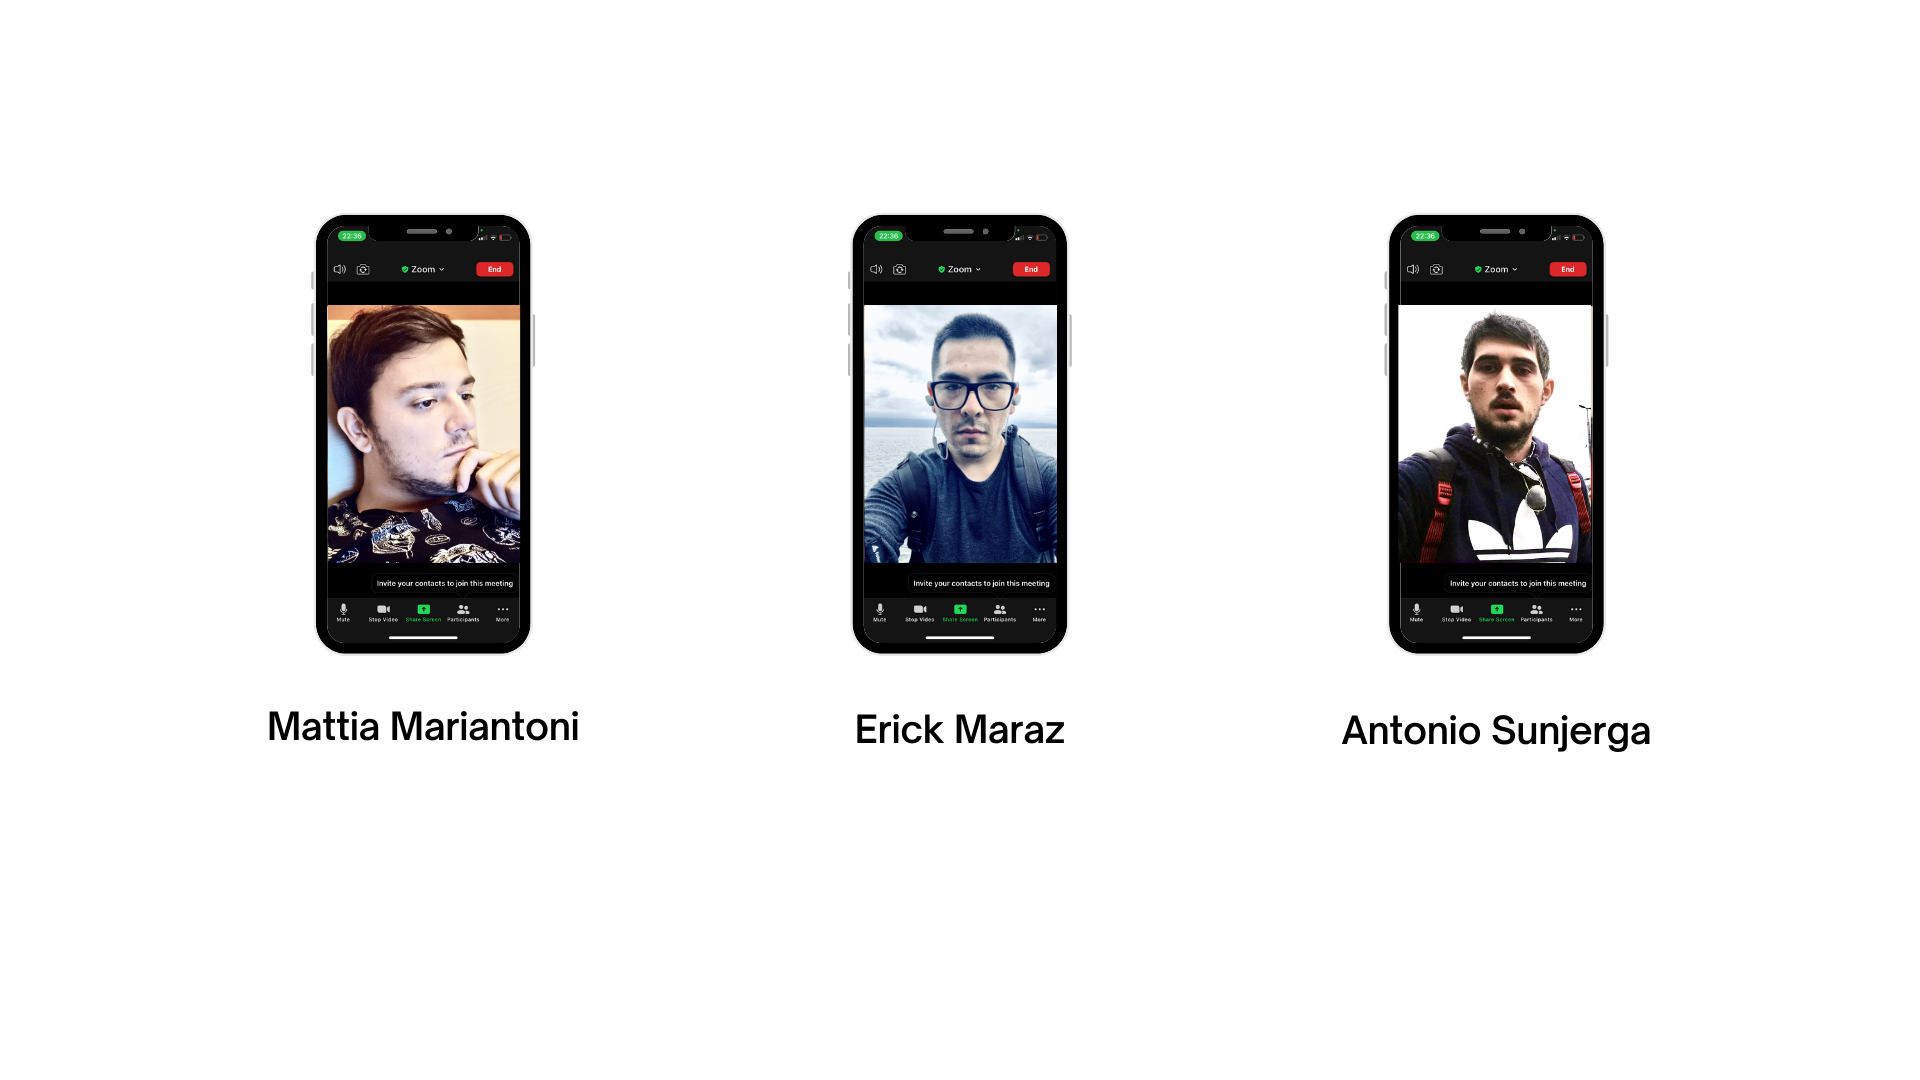 22:36
Zoom
End
Invite your contacts to join this meeting
Mute Stop Video Share Screen Participants More
Mattia Mariantoni
22:36
Zoom
End
Invite your contacts to join this meeting
Mute Stop Video Share Screen Participants More
Erick Maraz
22:36
Zoom
End
Invite your contacts to join this meeting
Mute Stop Video Share Screen Participants More
Antonio Sunjerga